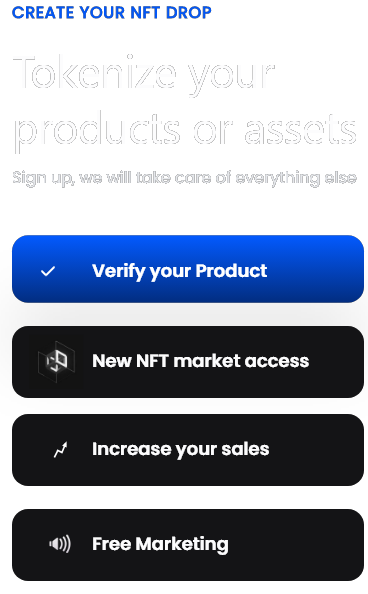 CREATE YOUR NFT DROP
Tokenize your
products or assets
Sign up, we will take care of everything else
Verify your Product
New NFT market access
Increase your sales
Free Marketing